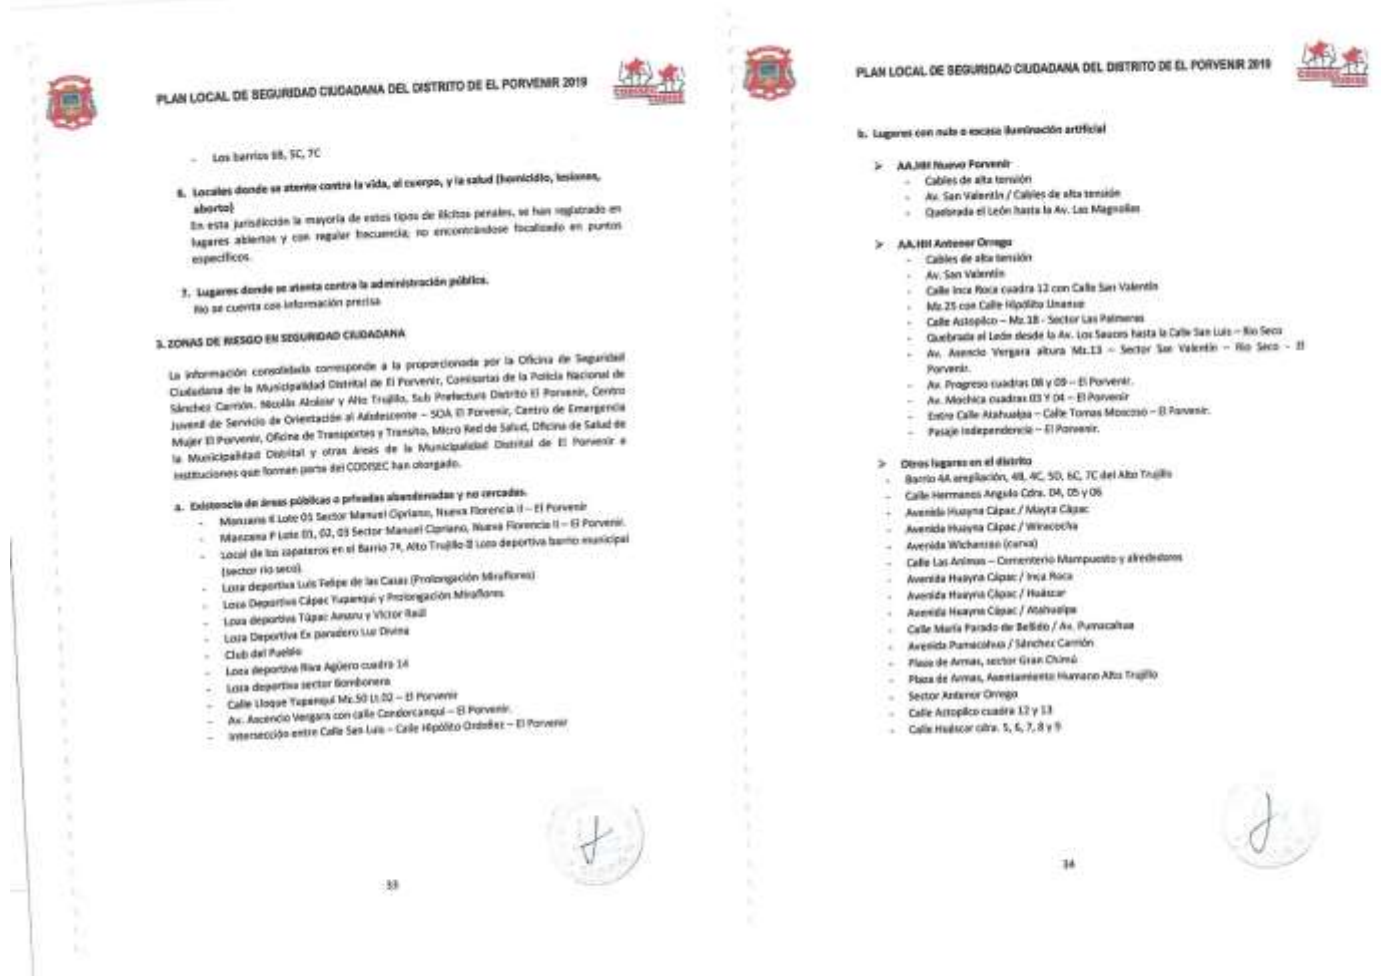 PLAN LOCAL DE SEGURIDAD CIUDADANA DEL DISTRITO DE EL PORVENIR 2019
- Los barrios 6B, 5C, 7C
6. Locales donde se atenta contra la vida, el cuerpo, y la salud (homicidio, lesiones,
aborto)
En esta jurisdicción la mayoría de estos tipos de ilícitos penales, se han registrado en
lugares abiertos y con regular frecuencia; no encontrándose focalizado en puntos
específicos.
7. Lugares donde se atenta contra la administración pública.
No se cuenta con información precisa
3. ZONAS DE RIESGO EN SEGURIDAD CIUDADANA
La información consolidada corresponde a la proporcionada por la Oficina de Seguridad
Ciudadana de la Municipalidad Distrital de El Porvenir, Comisarias de la Policía Nacional de
Sánchez Carrión, Nicolás Alcázar y Alto Trujillo, Sub Prefectura Distrito El Porvenir, Centro
Juvenil de Servicio de Orientación al Adolescente – SOA El Porvenir, Centro de Emergencia
Mujer El Porvenir, Oficina de Transportes y Transito, Micro Red de Salud, Oficina de Salud de
la Municipalidad Distrital y otras áreas de la Municipalidad Distrital de El Porvenir e
Instituciones que forman parte del CODISEC han otorgado.
a. Existencia de áreas públicas o privadas abandonadas y no cercadas.
- Manzana K Lote 05 Sector Manuel Cipriano, Nueva Florencia II – El Porvenir
- Manzana P Lote 01, 02, 03 Sector Manuel Cipriano, Nueva Florencia II – El Porvenir.
- Local de los zapateros en el Barrio 7ª, Alto Trujillo Loza deportiva barrio municipal
(sector río seco)
- Loza deportiva Luis Felipe de las Casas (Prolongación Miraflores)
- Loza Deportiva Cápac Yupanqui y Prolongación Miraflores
- Loza deportiva Túpac Amaru y Víctor Raúl
- Loza Deportiva Ex paradero Luz Divina
- Club del Pueblo
- Loza deportiva Riva Agüero cuadra 14
- Loza deportiva sector Bombonera
- Calle Lloque Yupanqui Mz.50 Lt.02 – El Porvenir
- Av. Ascencio Vergara con calle Condorcanqui – El Porvenir.
- Intersección entre Calle San Luis – Calle Hipólito Ordoñez – El Porvenir
33
PLAN LOCAL DE SEGURIDAD CIUDADANA DEL DISTRITO DE EL PORVENIR 2019
b. Lugares con nula o escasa iluminación artificial
➢ AA.HH Nuevo Porvenir
- Cables de alta tensión
- Av. San Valentín / Cables de alta tensión
- Quebrada el León hasta la Av. Las Magnolias
➢ AA.HH Antenor Orrego
- Cables de alta tensión
- Av. San Valentín
- Calle Inca Roca cuadra 12 con Calle San Valentín
- Mz.25 con Calle Hipólito Unanue
- Calle Astopilco – Mz.18 - Sector Las Palmeras
- Quebrada el León desde la Av. Los Sauces hasta la Calle San Luis – Rio Seco
- Av. Asencio Vergara altura Mz.13 – Sector San Valentín – Rio Seco - El
Porvenir.
- Av. Progreso cuadras 08 y 09 – El Porvenir.
- Av. Mochica cuadras 03 Y 04 – El Porvenir
- Entre Calle Atahualpa – Calle Tomas Moscoso – El Porvenir.
- Pasaje Independencia – El Porvenir.
➢ Otros lugares en el distrito
- Barrio 4A ampliación, 4B, 4C, 5D, 6C, 7C del Alto Trujillo
- Calle Hermanos Angulo Cdra. 04, 05 y 06
- Avenida Huayna Cápac / Mayta Cápac
- Avenida Huayna Cápac / Wiracocha
- Avenida Wichanzao (curva)
- Calle Las Animas – Cementerio Mampuesto y alrededores
- Avenida Huayna Cápac / Inca Roca
- Avenida Huayna Cápac / Huáscar
- Avenida Huayna Cápac / Atahualpa
- Calle María Parado de Bellido / Av. Pumacahua
- Avenida Pumacahua / Sánchez Carrión
- Plaza de Armas, sector Gran Chimú
- Plaza de Armas, Asentamiento Humano Alto Trujillo
- Sector Antenor Orrego
- Calle Astopilco cuadra 12 y 13
- Calle Huáscar cdra. 5, 6, 7, 8 y 9
34